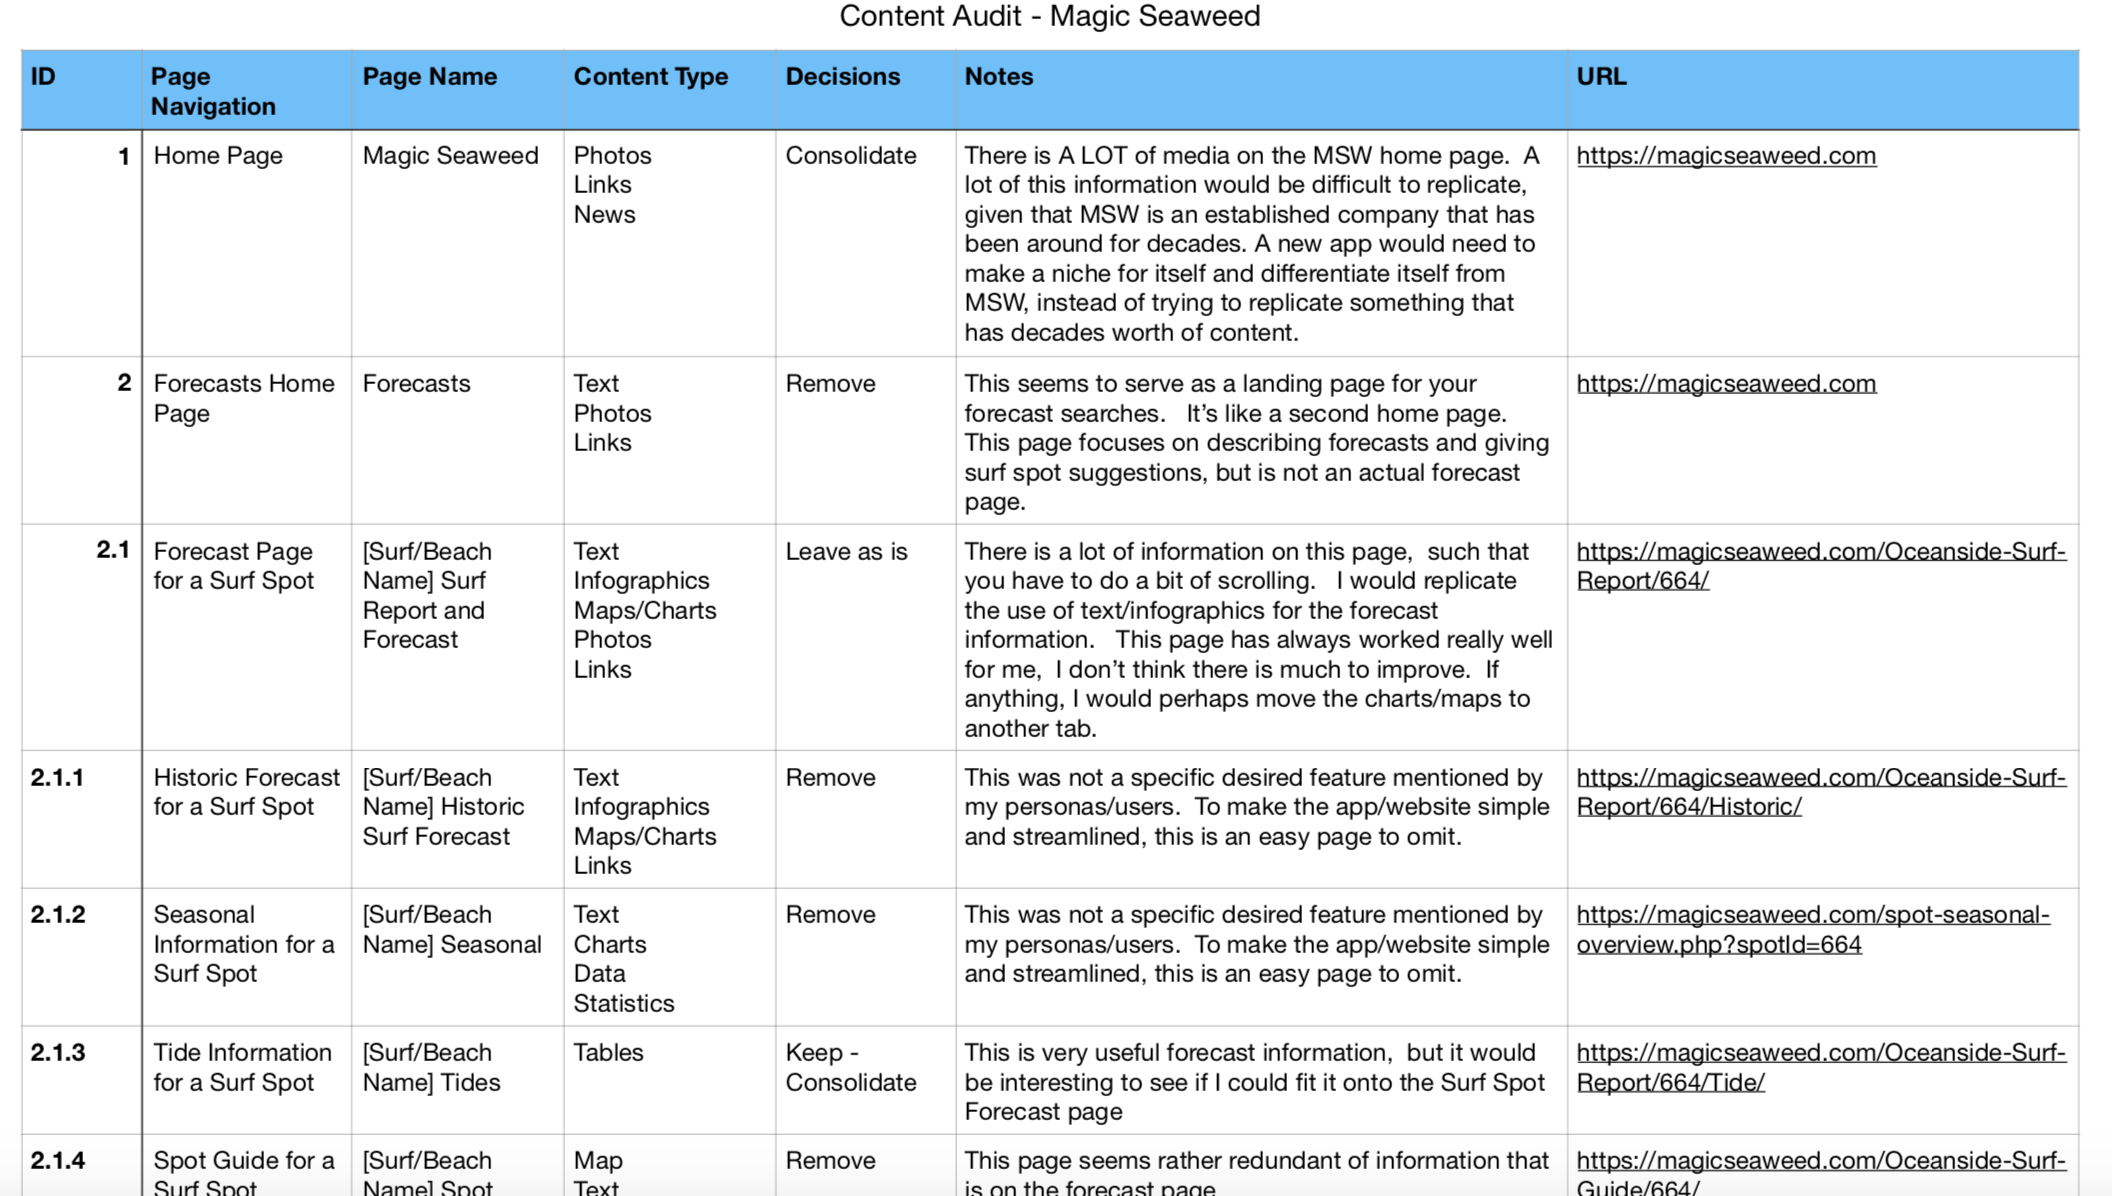 Content Audit - Magic Seaweed
ID
Page
Navigation
Page Name
Content Type
Decisions
Notes
URL
1
Home Page
Magic Seaweed
Photos
Links
News
Consolidate
There is A LOT of media on the MSW home page.  A
lot of this information would be difficult to replicate,
given that MSW is an established company that has
been around for decades. A new app would need to
make a niche for itself and differentiate itself from
MSW, instead of trying to replicate something that
has decades worth of content.
https://magicseaweed.com
2
Forecasts Home
Page
Forecasts
Text
Photos
Links
Remove
This seems to serve as a landing page for your
forecast searches.   It’s like a second home page.
This page focuses on describing forecasts and giving
surf spot suggestions, but is not an actual forecast
page.
https://magicseaweed.com
2.1
Forecast Page
for a Surf Spot
[Surf/Beach
Name] Surf
Report and
Forecast
Text
Infographics
Maps/Charts
Photos
Links
Leave as is
There is a lot of information on this page,  such that
you have to do a bit of scrolling.   I would replicate
the use of text/infographics for the forecast
information.   This page has always worked really well
for me,  I don’t think there is much to improve.  If
anything, I would perhaps move the charts/maps to
another tab.
https://magicseaweed.com/Oceanside-Surf-
Report/664/
2.1.1
Historic Forecast
for a Surf Spot
[Surf/Beach
Name] Historic
Surf Forecast
Text
Infographics
Maps/Charts
Links
Remove
This was not a specific desired feature mentioned by
my personas/users.  To make the app/website simple
and streamlined, this is an easy page to omit.
https://magicseaweed.com/Oceanside-Surf-
Report/664/Historic/
2.1.2
Seasonal
Information for a
Surf Spot
[Surf/Beach
Name] Seasonal
Text
Charts
Data
Statistics
Remove
This was not a specific desired feature mentioned by
my personas/users.  To make the app/website simple
and streamlined, this is an easy page to omit.
https://magicseaweed.com/spot-seasonal-
overview.php?spotId=664
2.1.3
Tide Information
for a Surf Spot
[Surf/Beach
Name] Tides
Tables
Keep -
Consolidate
This is very useful forecast information,  but it would
be interesting to see if I could fit it onto the Surf Spot
Forecast page
https://magicseaweed.com/Oceanside-Surf-
Report/664/Tide/
2.1.4
Spot Guide for a
Surf Spot
[Surf/Beach
Name] Spot
Map
Text
Remove
This page seems rather redundant of information that
is on the forecast page
https://magicseaweed.com/Oceanside-Surf-
Guide/664/